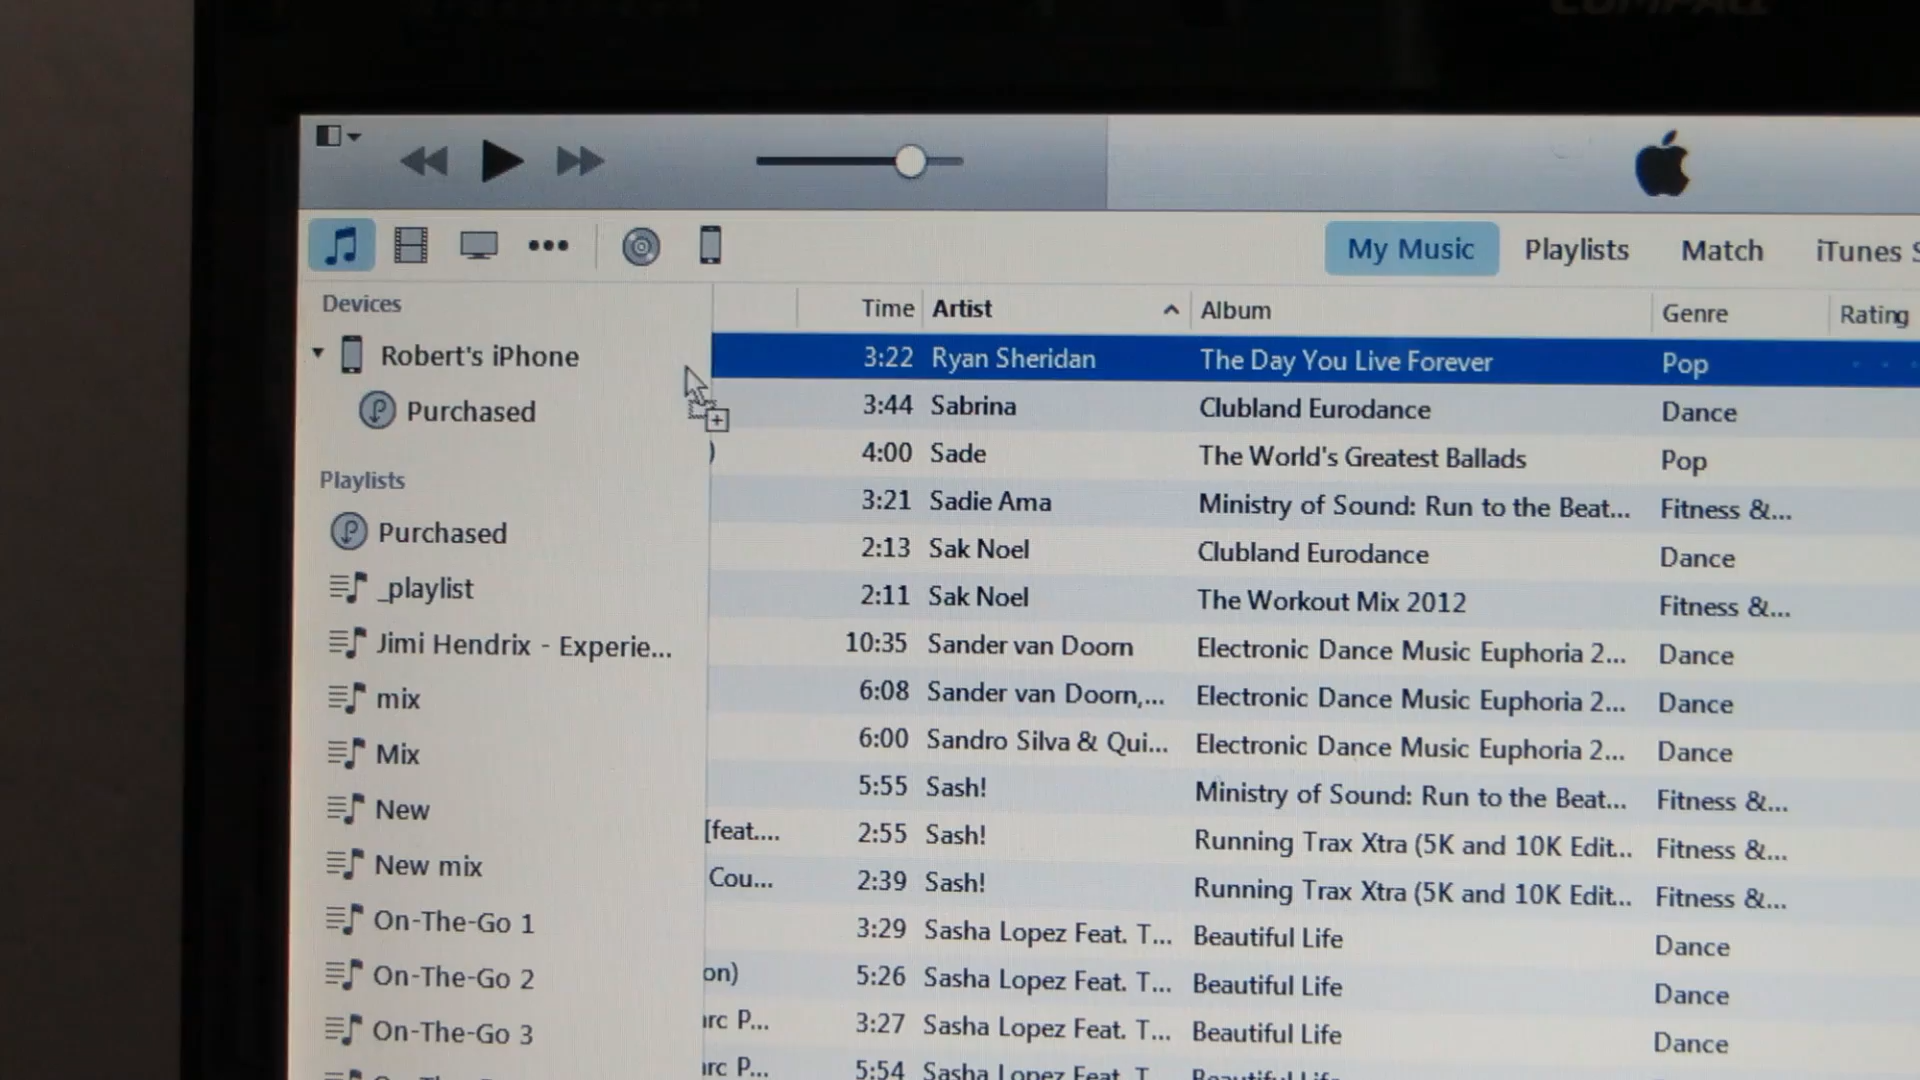 My Music Playlists Match iTunes S
Devices
Robert's iPhone
Purchased
Playlists
Purchased
_playlist
Jimi Hendrix - Experie...
mix
Mix
New
New mix
On-The-Go 1
On-The-Go 2
On-The-Go 3
Time Artist Album Genre Rating
3:22 Ryan Sheridan The Day You Live Forever Pop
3:44 Sabrina Clubland Eurodance Dance
) 4:00 Sade The World's Greatest Ballads Pop
3:21 Sadie Ama Ministry of Sound: Run to the Beat... Fitness &...
2:13 Sak Noel Clubland Eurodance Dance
2:11 Sak Noel The Workout Mix 2012 Fitness &...
10:35 Sander van Doorn Electronic Dance Music Euphoria 2... Dance
6:08 Sander van Doorn,... Electronic Dance Music Euphoria 2... Dance
6:00 Sandro Silva & Qui... Electronic Dance Music Euphoria 2... Dance
5:55 Sash! Ministry of Sound: Run to the Beat... Fitness &...
[feat.... 2:55 Sash! Running Trax Xtra (5K and 10K Edit... Fitness &...
Cou... 2:39 Sash! Running Trax Xtra (5K and 10K Edit... Fitness &...
3:29 Sasha Lopez Feat. T... Beautiful Life Dance
on) 5:26 Sasha Lopez Feat. T... Beautiful Life Dance
arc P... 3:27 Sasha Lopez Feat. T... Beautiful Life Dance
arc P... 5:54 Sasha Lopez Feat. T... Beautiful Life